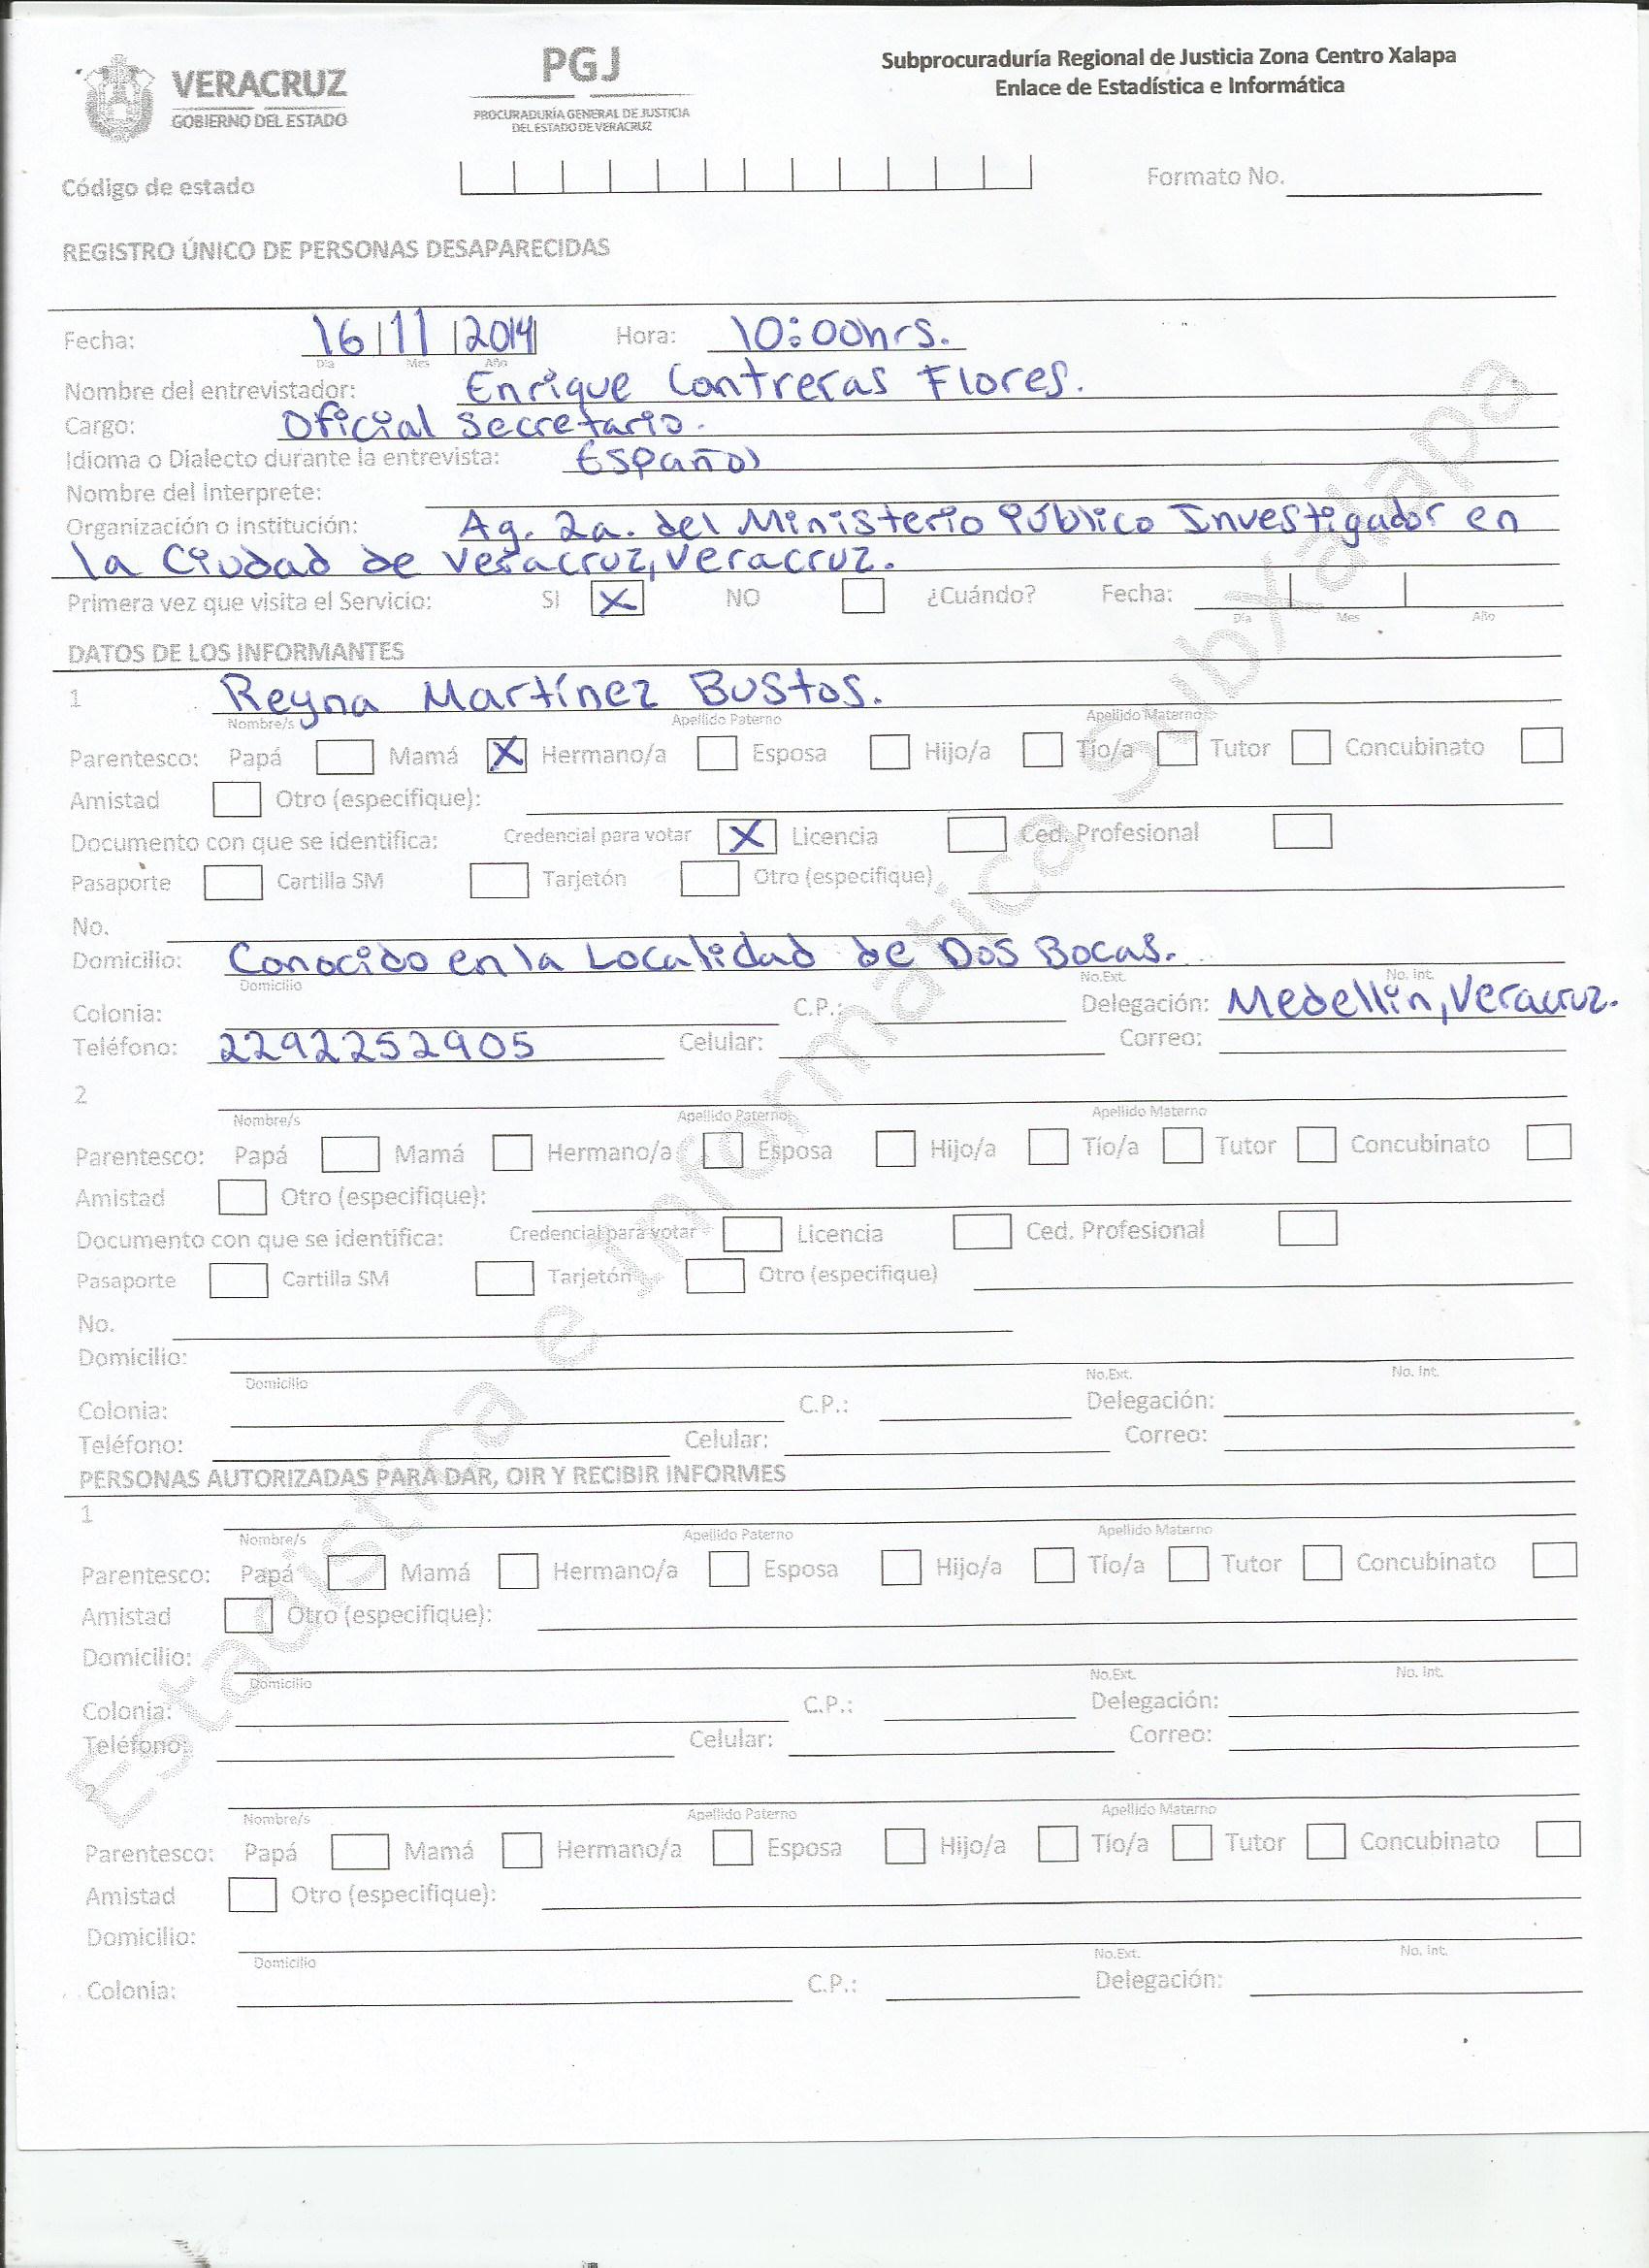 VERACRUZ
GOBIERNO DEL ESTADO
PGJ
PROCURADURÍA GENERAL DE JUSTICIA
DEL ESTADO DE VERACRUZ
Subprocuraduría Regional de Justicia Zona Centro Xalapa
Enlace de Estadística e Informática
Código de estado Formato No.
REGISTRO ÚNICO DE PERSONAS DESAPARECIDAS
Fecha: 16 | 11 | 2014 Hora: 10:00hrs.
Día Mes Año
Nombre del entrevistador: Enrique Contreras Flores.
Cargo: Oficial Secretario.
Idioma o Dialecto durante la entrevista: Español
Nombre del Interprete:
Organización o Institución: Ag. 2a. del Ministerio Público Investigador en
la Ciudad de Veracruz, Veracruz.
Primera vez que visita el Servicio: SI X NO ¿Cuándo? Fecha:
Día Mes Año
DATOS DE LOS INFORMANTES
1 Reyna Martínez Bustos.
Nombre/s Apellido Paterno Apellido Materno
Parentesco: Papá Mamá X Hermano/a Esposa Hijo/a Tío/a Tutor Concubinato
Amistad Otro (especifique):
Documento con que se identifica: Credencial para votar X Licencia Ced. Profesional
Pasaporte Cartilla SM Tarjetón Otro (especifique)
No.
Domicilio: Conocido en la Localidad de Dos Bocas.
Domicilio No.Ext. No. Int.
Colonia: C.P.: Delegación: Medellin, Veracruz.
Teléfono: 2292252905 Celular: Correo:
2
Nombre/s Apellido Paterno Apellido Materno
Parentesco: Papá Mamá Hermano/a Esposa Hijo/a Tío/a Tutor Concubinato
Amistad Otro (especifique):
Documento con que se identifica: Credencial para votar Licencia Ced. Profesional
Pasaporte Cartilla SM Tarjetón Otro (especifique)
No.
Domicilio:
Domicilio No.Ext. No. Int.
Colonia: C.P.: Delegación:
Teléfono: Celular: Correo:
PERSONAS AUTORIZADAS PARA DAR, OIR Y RECIBIR INFORMES
1
Nombre/s Apellido Paterno Apellido Materno
Parentesco: Papá Mamá Hermano/a Esposa Hijo/a Tío/a Tutor Concubinato
Amistad Otro (especifique):
Domicilio:
Domicilio No.Ext. No. Int.
Colonia: C.P.: Delegación:
Teléfono: Celular: Correo:
2
Nombre/s Apellido Paterno Apellido Materno
Parentesco: Papá Mamá Hermano/a Esposa Hijo/a Tío/a Tutor Concubinato
Amistad Otro (especifique):
Domicilio:
Domicilio No.Ext. No. Int.
Colonia: C.P.: Delegación:
Estadistica e Informatica Sub/Xalapa